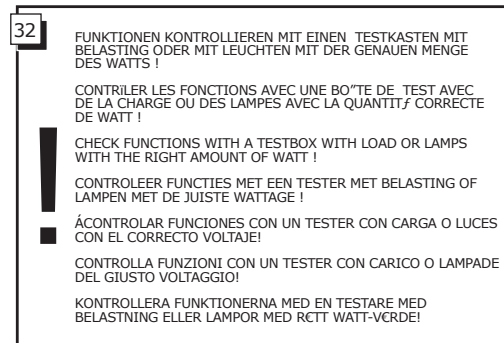 32
FUNKTIONEN KONTROLLIEREN MIT EINEN TESTKASTEN MIT
BELASTING ODER MIT LEUCHTEN MIT DER GENAUEN MENGE
DES WATTS !
CONTRïLER LES FONCTIONS AVEC UNE BO"TE DE TEST AVEC
DE LA CHARGE OU DES LAMPES AVEC LA QUANTITƒ CORRECTE
DE WATT !
CHECK FUNCTIONS WITH A TESTBOX WITH LOAD OR LAMPS
WITH THE RIGHT AMOUNT OF WATT !
CONTROLEER FUNCTIES MET EEN TESTER MET BELASTING OF
LAMPEN MET DE JUISTE WATTAGE !
ÁCONTROLAR FUNCIONES CON UN TESTER CON CARGA O LUCES
CON EL CORRECTO VOLTAJE!
CONTROLLA FUNZIONI CON UN TESTER CON CARICO O LAMPADE
DEL GIUSTO VOLTAGGIO!
KONTROLLERA FUNKTIONERNA MED EN TESTARE MED
BELASTNING ELLER LAMPOR MED R€TT WATT-V€RDE!
!